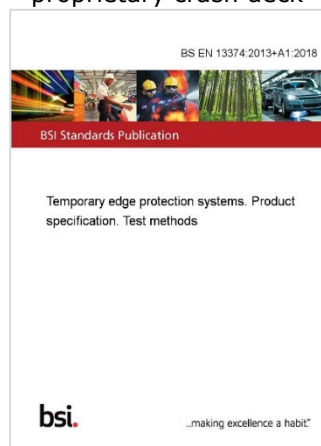 proprietary crash deck
BS EN 13374:2013+A1:2018
BSI Standards Publication
Temporary edge protection systems. Product
specification. Test methods
bsi.
...making excellence a habit.™